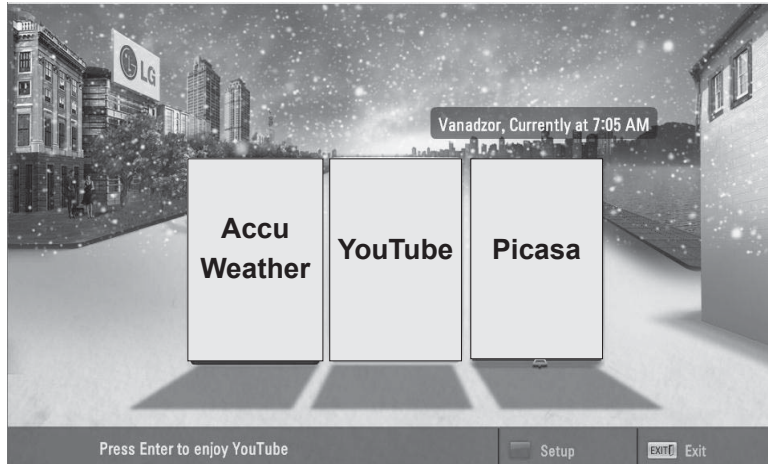 LG
Vanadzor, Currently at 7:05 AM
Accu
Weather
YouTube
Picasa
Press Enter to enjoy YouTube
Setup
EXIT Exit